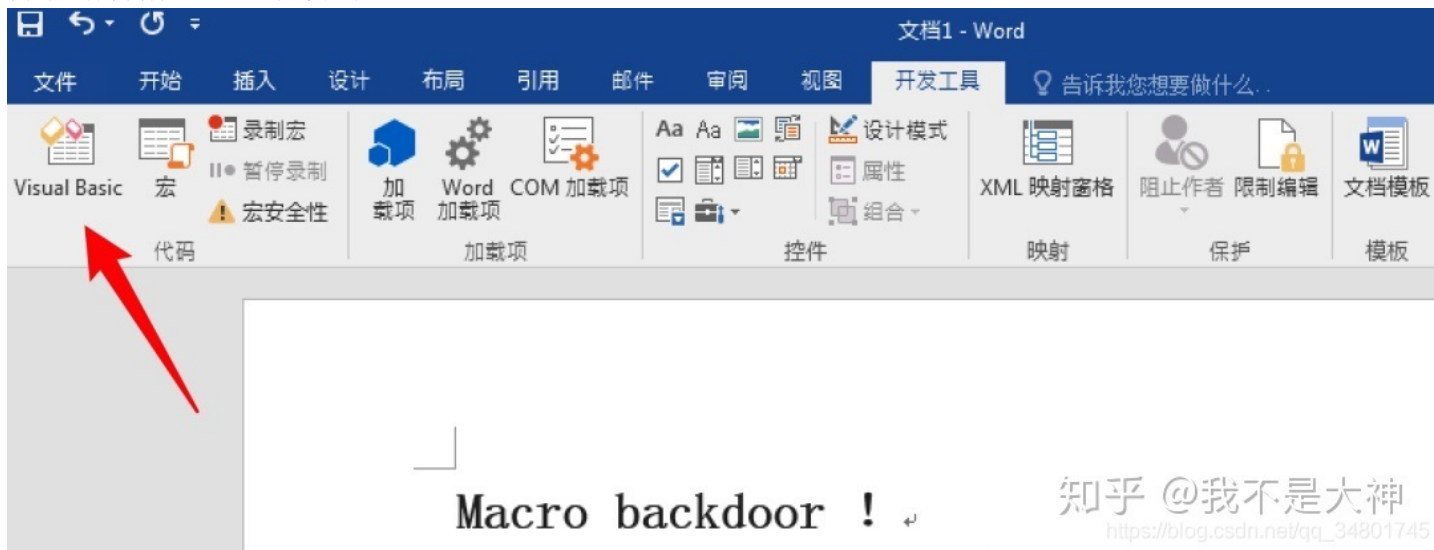 文档1 - Word
文件 开始 插入 设计 布局 引用 邮件 审阅 视图 开发工具 告诉我您想要做什么..
Visual Basic
宏
录制宏
暂停录制
宏安全性
代码
加
载项
Word
加载项
COM 加载项
加载项
Aa Aa
设计模式
属性
组合
控件
XML 映射窗格
映射
阻止作者
限制编辑
保护
文档模板
模板
Macro backdoor !
知乎 @我不是大神
https://blog.csdn.net/qq_34801745